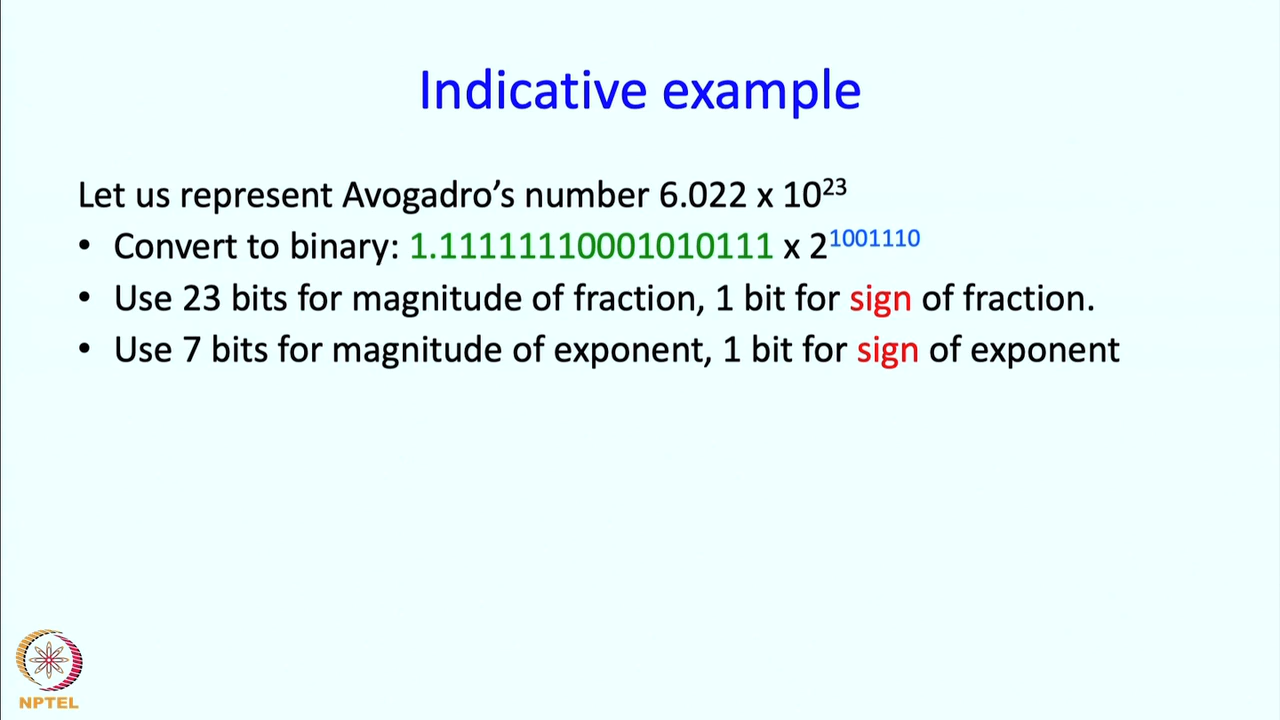 Indicative example
Let us represent Avogadro’s number 6.022 x 10²³
• Convert to binary: 1.11111110001010111 x 2¹⁰⁰¹¹¹⁰
• Use 23 bits for magnitude of fraction, 1 bit for sign of fraction.
• Use 7 bits for magnitude of exponent, 1 bit for sign of exponent
NPTEL